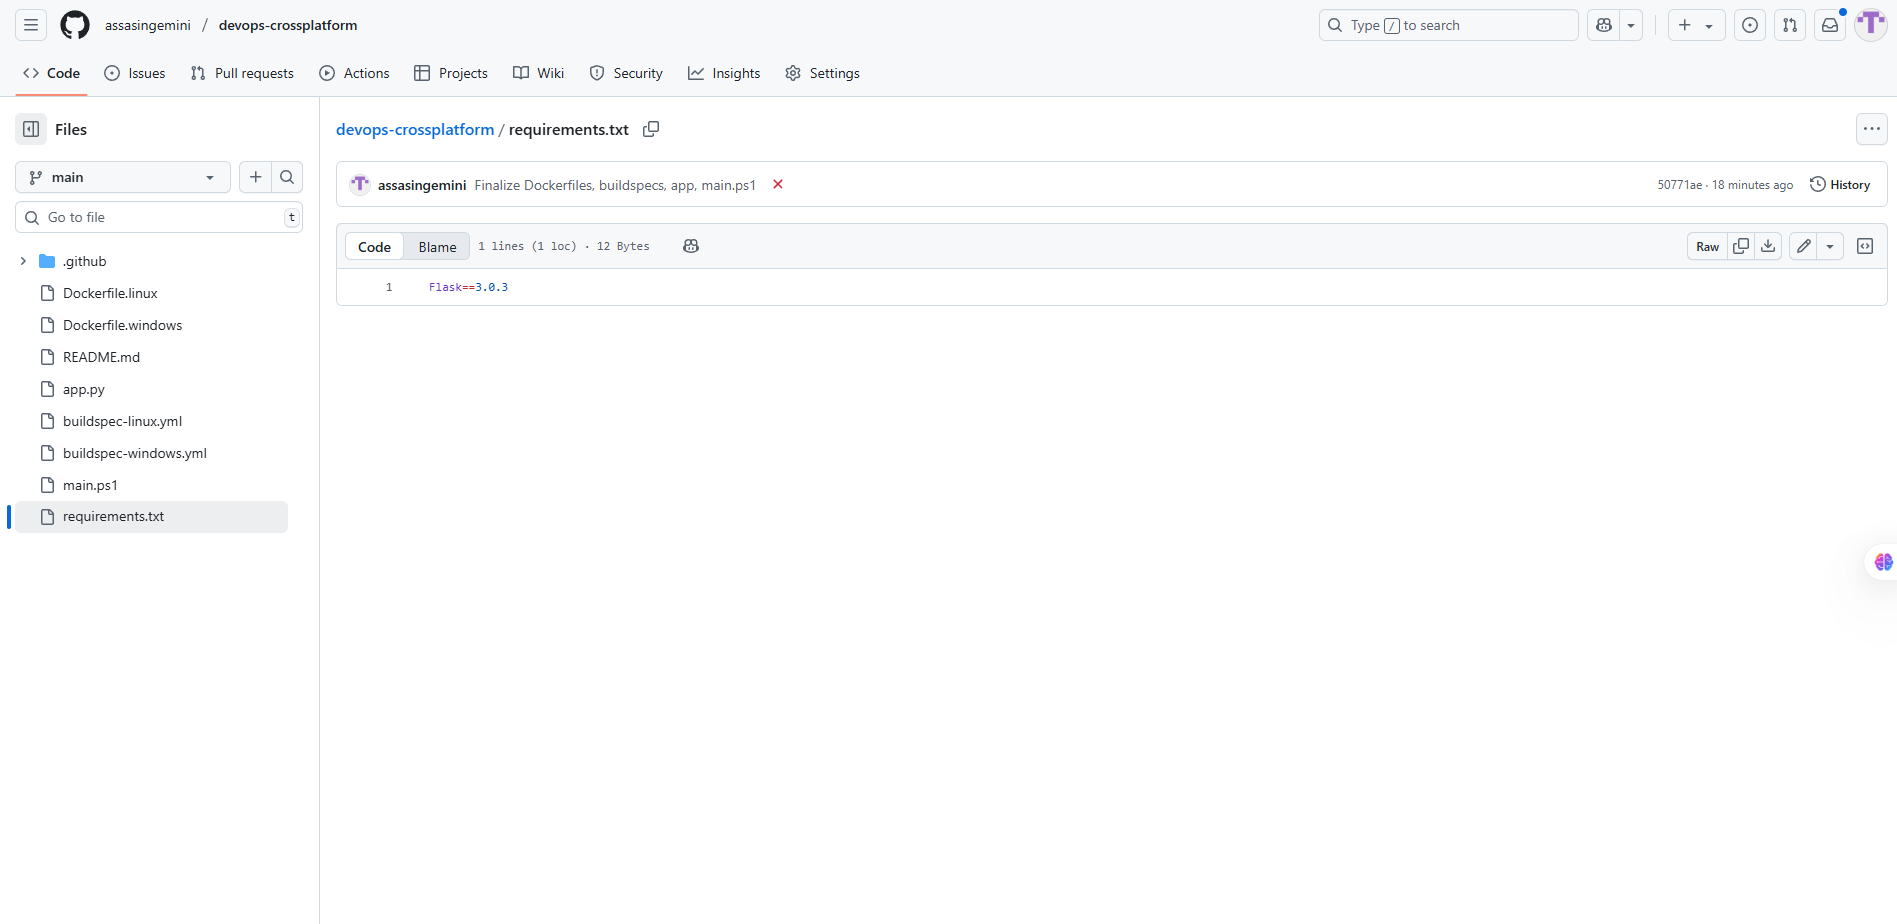 assasingemini / devops-crossplatform
Type / to search
Code
Issues
Pull requests
Actions
Projects
Wiki
Security
Insights
Settings
Files
main
Go to file
t
.github
Dockerfile.linux
Dockerfile.windows
README.md
app.py
buildspec-linux.yml
buildspec-windows.yml
main.ps1
requirements.txt
devops-crossplatform / requirements.txt
assasingemini Finalize Dockerfiles, buildspecs, app, main.ps1
50771ae · 18 minutes ago
History
Code
Blame
1 lines (1 loc) · 12 Bytes
Raw
1 Flask==3.0.3